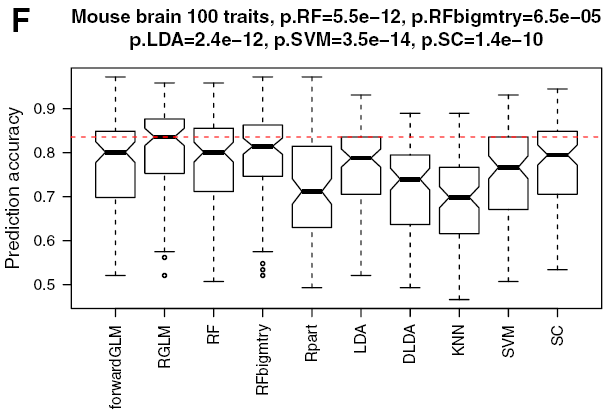 F
Mouse brain 100 traits, p.RF=5.5e−12, p.RFbigmtry=6.5e−05
p.LDA=2.4e−12, p.SVM=3.5e−14, p.SC=1.4e−10
Prediction accuracy
0.9
0.8
0.7
0.6
0.5
forwardGLM
RGLM
RF
RFbigmtry
Rpart
LDA
DLDA
KNN
SVM
SC